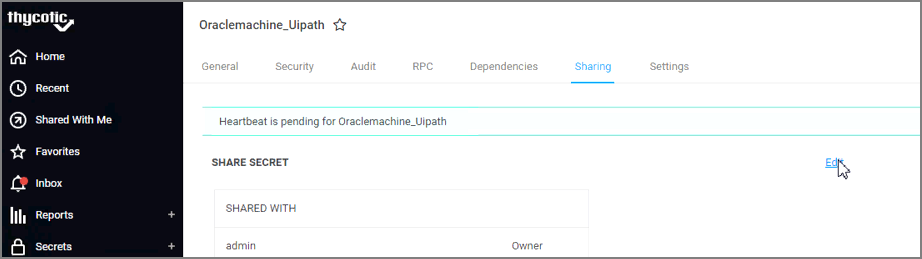 thycotic
Oraclemachine_Uipath
Home
Recent
Shared With Me
Favorites
Inbox
Reports +
Secrets +
General Security Audit RPC Dependencies Sharing Settings
Heartbeat is pending for Oraclemachine_Uipath
SHARE SECRET Edit
SHARED WITH
admin Owner